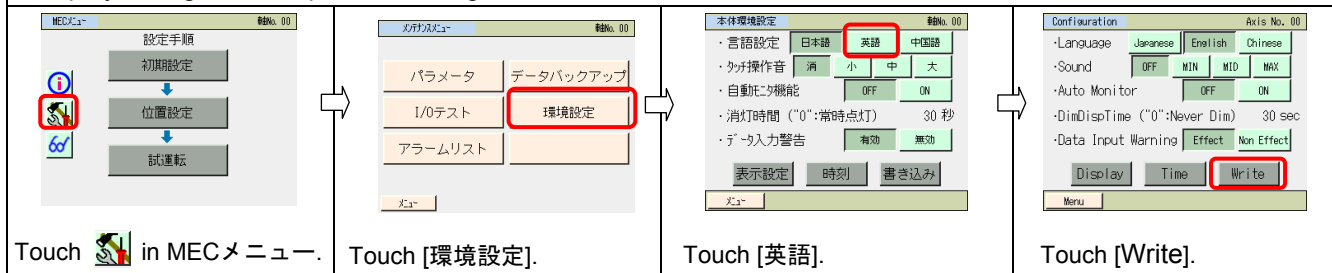 MECﾒﾆｭｰ 軸No. 00
設定手順
初期設定
位置設定
試運転
Touch in MECメニュー.
ﾒﾝﾃﾅﾝｽﾒﾆｭｰ 軸No. 00
パラメータ データバックアップ
I/Oテスト 環境設定
アラームリスト
ﾒﾆｭｰ
Touch [環境設定].
本体環境設定 軸No. 00
・言語設定 日本語 英語 中国語
・ﾀｯﾁ操作音 消 小 中 大
・自動ﾓﾆﾀ機能 OFF ON
・消灯時間 ("0":常時点灯) 30 秒
・ﾃﾞｰﾀ入力警告 有効 無効
表示設定 時刻 書き込み
ﾒﾆｭｰ
Touch [英語].
Configuration Axis No. 00
・Language Japanese English Chinese
・Sound OFF MIN MID MAX
・Auto Monitor OFF ON
・DimDispTime ("0":Never Dim) 30 sec
・Data Input Warning Effect Non Effect
Display Time Write
Menu
Touch [Write].